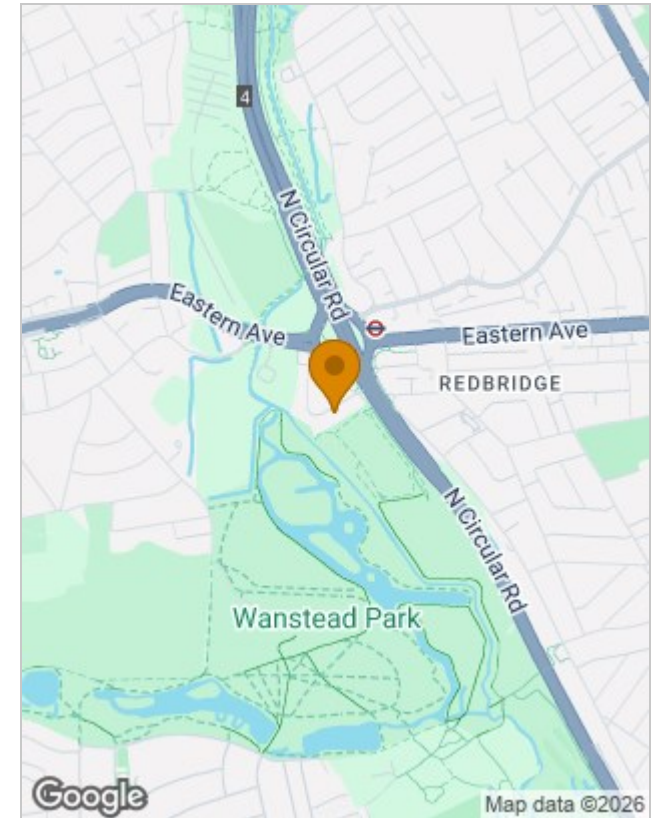 4
N Circular Rd
Eastern Ave
Eastern Ave
REDBRIDGE
N Circular Rd
Wanstead Park
Google
Map data ©2026